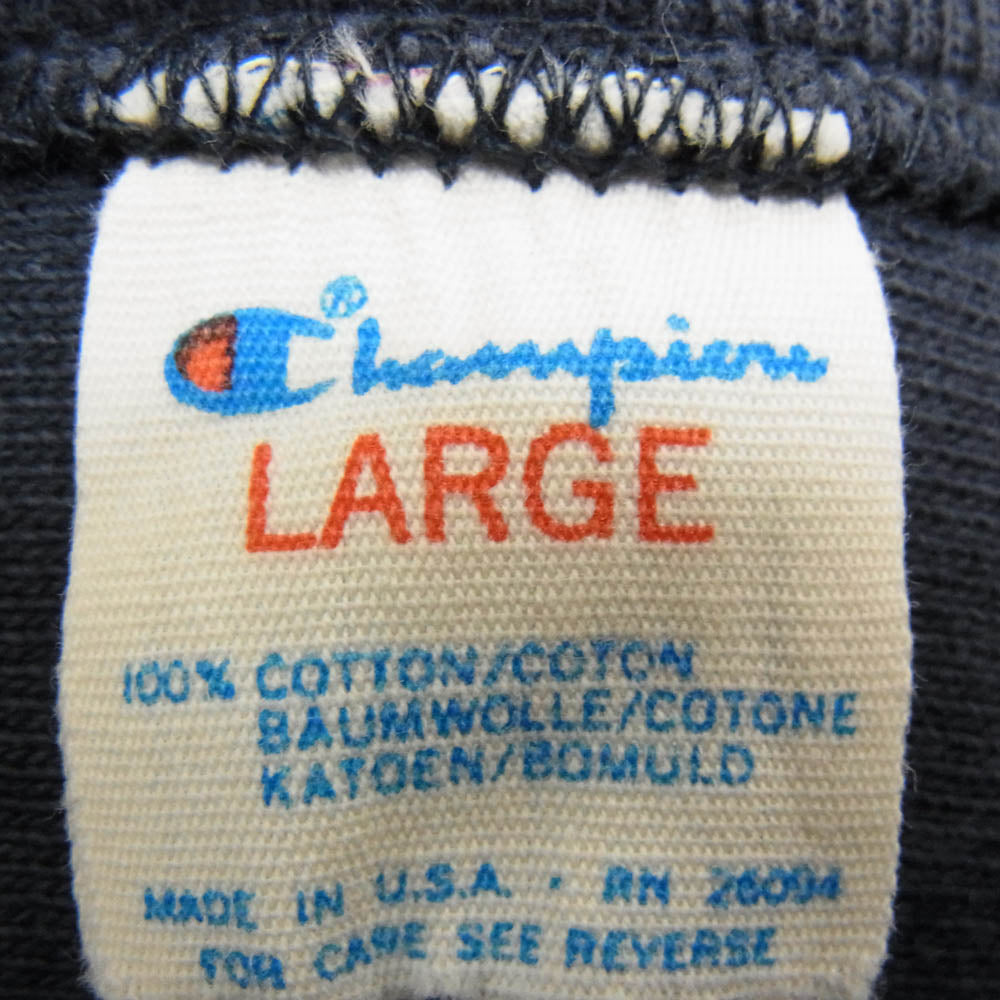 Champion®
LARGE
100% COTTON/COTON
BAUMWOLLE/COTONE
KATOEN/BOMULD
MADE IN U.S.A. · RN 26094
FOR CARE SEE REVERSE